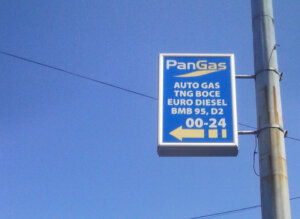 PanGas
AUTO GAS
TNG BOCE
EURO DIESEL
BMB 95, D2
00-24